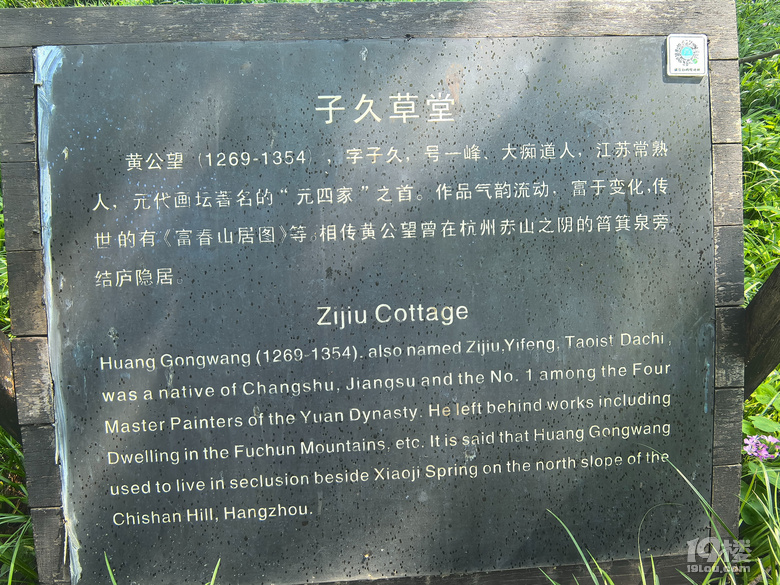 子久草堂
黄公望（1269-1354），字子久，号一峰、大痴道人，江苏常熟
人，元代画坛著名的“元四家”之首。作品气韵流动，富于变化,传
世的有《富春山居图》等。相传黄公望曾在杭州赤山之阴的筲箕泉旁
结庐隐居。
Zijiu Cottage
Huang Gongwang (1269-1354), also named Zijiu,Yifeng, Taoist Dachi,
was a native of Changshu, Jiangsu and the No. 1 among the Four
Master Painters of the Yuan Dynasty. He left behind works including
Dwelling in the Fuchun Mountains, etc. It is said that Huang Gongwang
used to live in seclusion beside Xiaoji Spring on the north slope of the
Chishan Hill, Hangzhou.
19楼
19lou.com